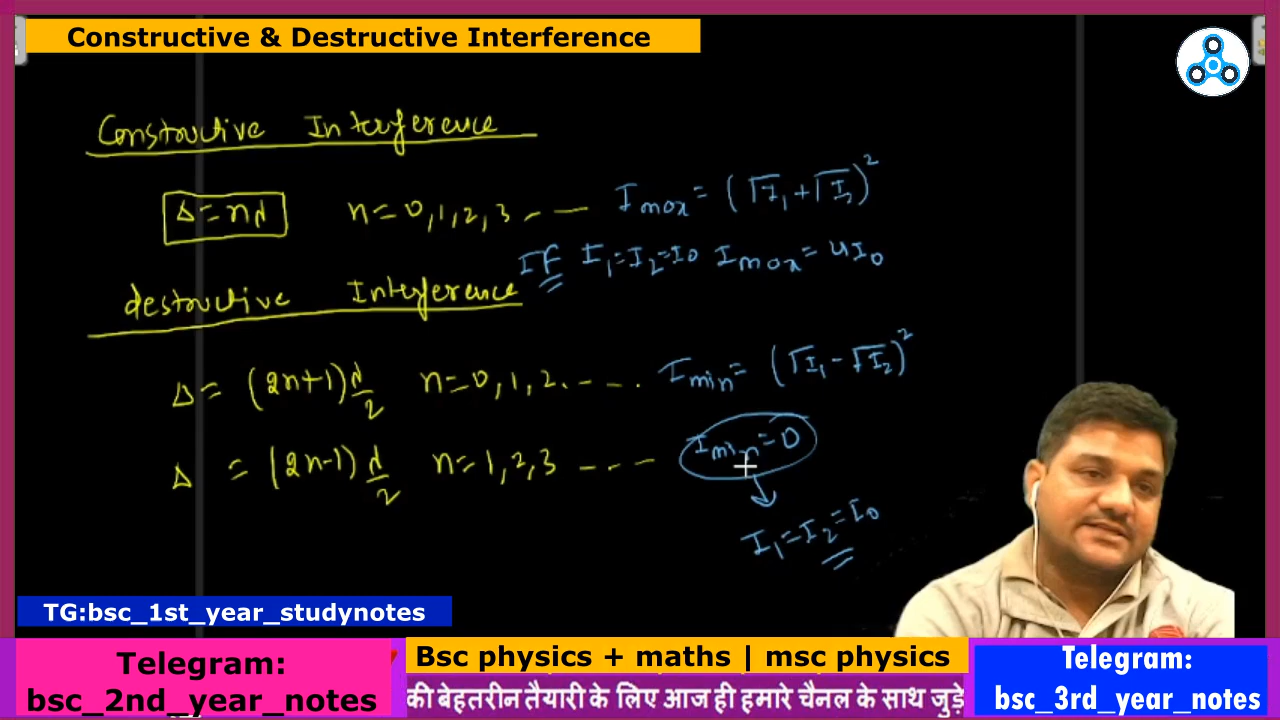 Constructive & Destructive Interference
Constructive Interference
Δ=nλ n=0,1,2,3 - — Imax = (√I₁+√I₂)²
IF I₁=I₂=I₀ Imax = 4I₀
destructive Interference
Δ= (2n+1)λ/2 n=0,1,2. - - - . Imin = (√I₁-√I₂)²
Δ = (2n-1)λ/2 n=1,2,3 - - - Imin=0
I₁=I₂=I₀
TG:bsc_1st_year_studynotes
Telegram:
bsc_2nd_year_notes
Bsc physics + maths | msc physics
की बेहतरीन तैयारी के लिए आज ही हमारे चैनल के साथ जुड़े
Telegram:
bsc_3rd_year_notes